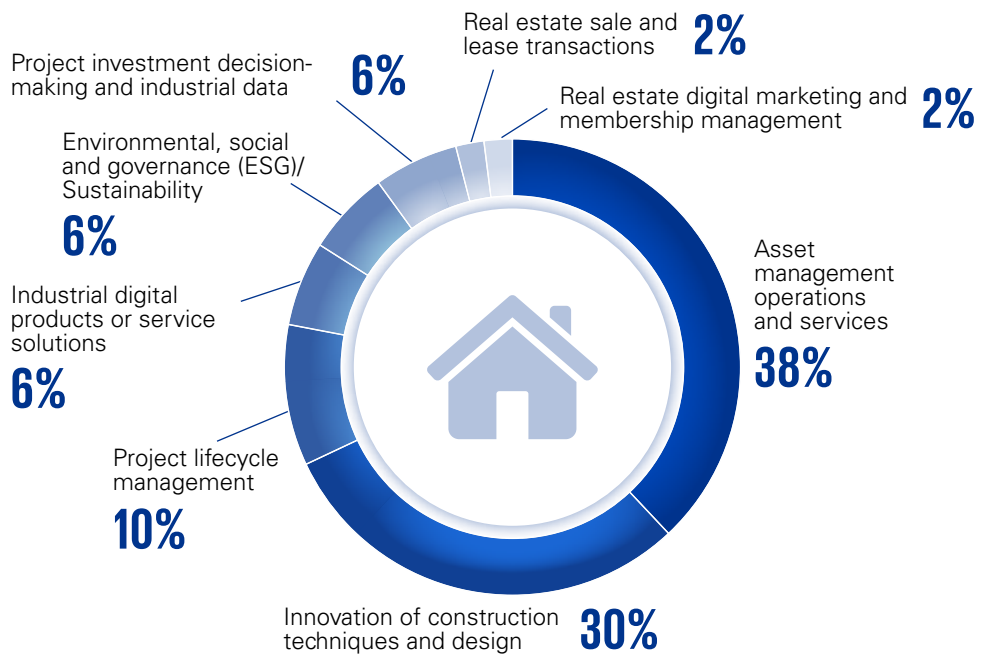 Real estate sale and
lease transactions
2%
Project investment decision-
making and industrial data
6%
Real estate digital marketing and
membership management
2%
Environmental, social
and governance (ESG)/
Sustainability
6%
Asset
management
operations
and services
38%
Industrial digital
products or service
solutions
6%
Project lifecycle
management
10%
Innovation of construction
techniques and design
30%